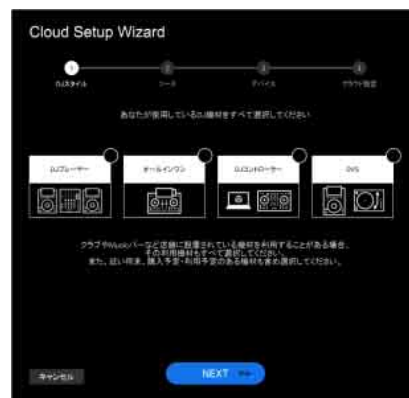 Cloud Setup Wizard
1 2 3 4
DJスタイル ソース デバイス クラウド設定
あなたが使用しているDJ機材をすべて選択してください
DJプレーヤー オールインワン DJコントローラー DVS
クラブやMusicバーなど店舗に設置されている機材を利用することがある場合、
その利用機材もすべて選択してください。
また、近い将来、購入予定・利用予定のある機材も含め選択してください。
キャンセル NEXT